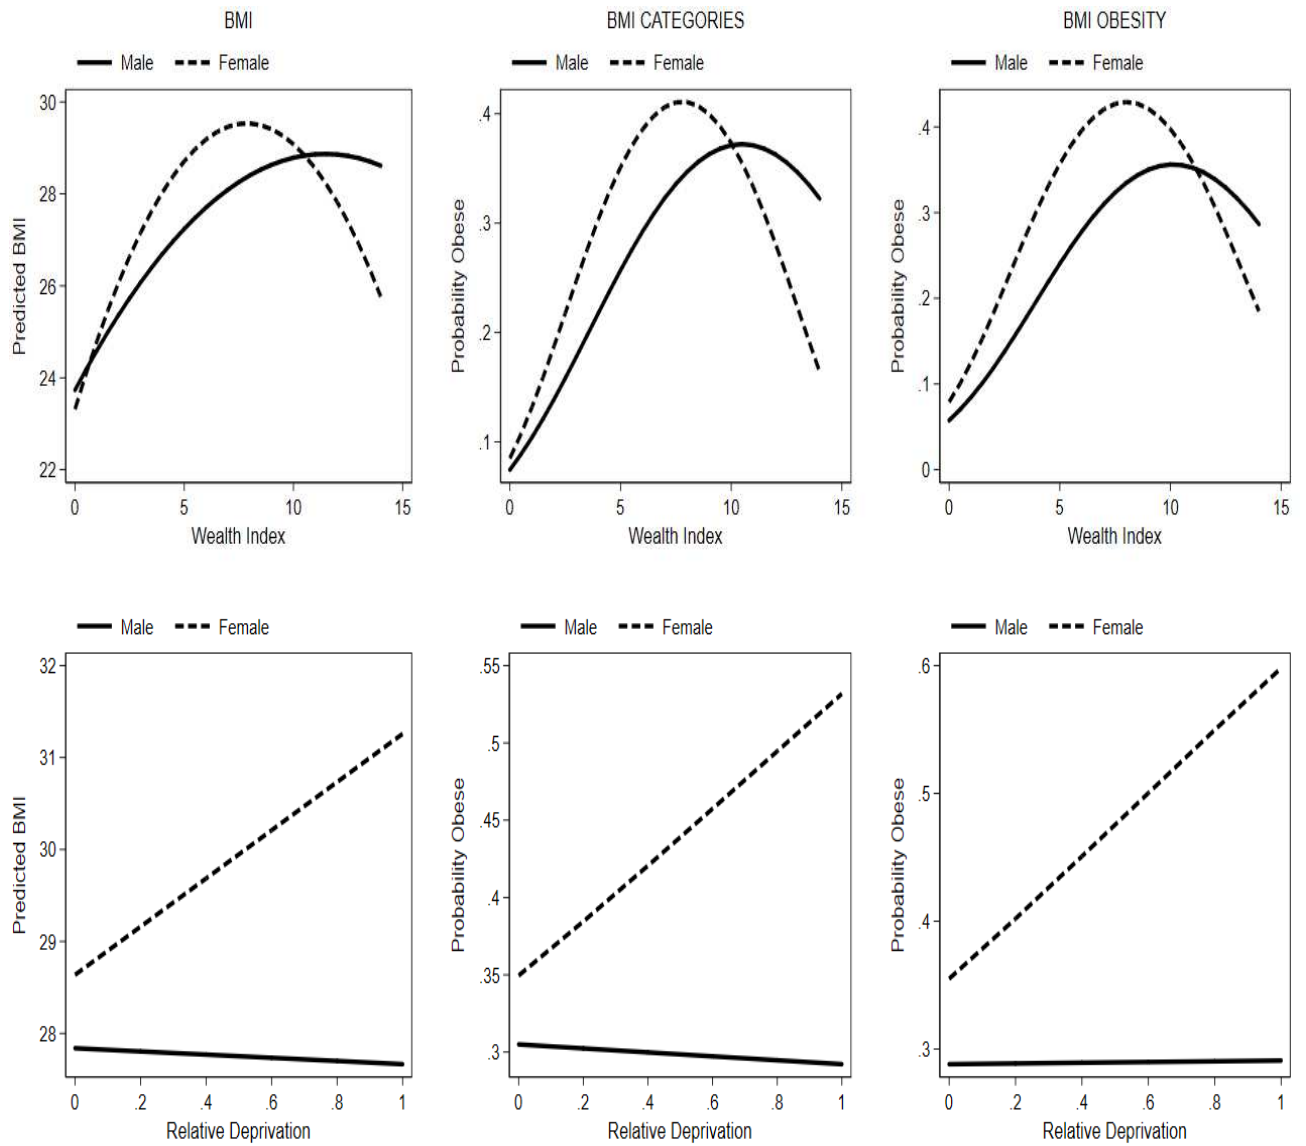 BMI
BMI CATEGORIES
BMI OBESITY
Male Female
Male Female
Male Female
30
28
26
24
22
Predicted BMI
0 5 10 15
Wealth Index
.4
.3
.2
.1
Probability Obese
0 5 10 15
Wealth Index
.4
.3
.2
.1
0
Probability Obese
0 5 10 15
Wealth Index
Male Female
Male Female
Male Female
32
31
30
29
28
Predicted BMI
0 .2 .4 .6 .8 1
Relative Deprivation
.55
.5
.45
.4
.35
.3
Probability Obese
0 .2 .4 .6 .8 1
Relative Deprivation
.6
.5
.4
.3
Probability Obese
0 .2 .4 .6 .8 1
Relative Deprivation